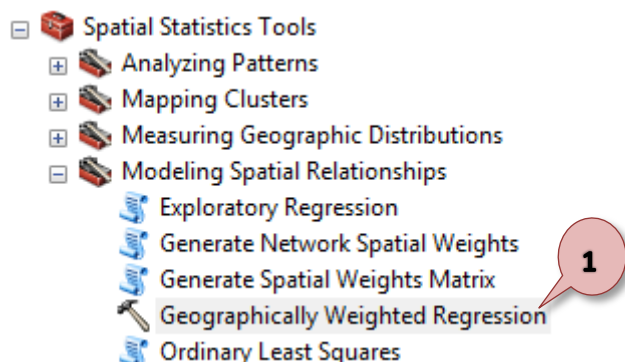 Spatial Statistics Tools
Analyzing Patterns
Mapping Clusters
Measuring Geographic Distributions
Modeling Spatial Relationships
Exploratory Regression
Generate Network Spatial Weights
Generate Spatial Weights Matrix
1
Geographically Weighted Regression
Ordinary Least Squares